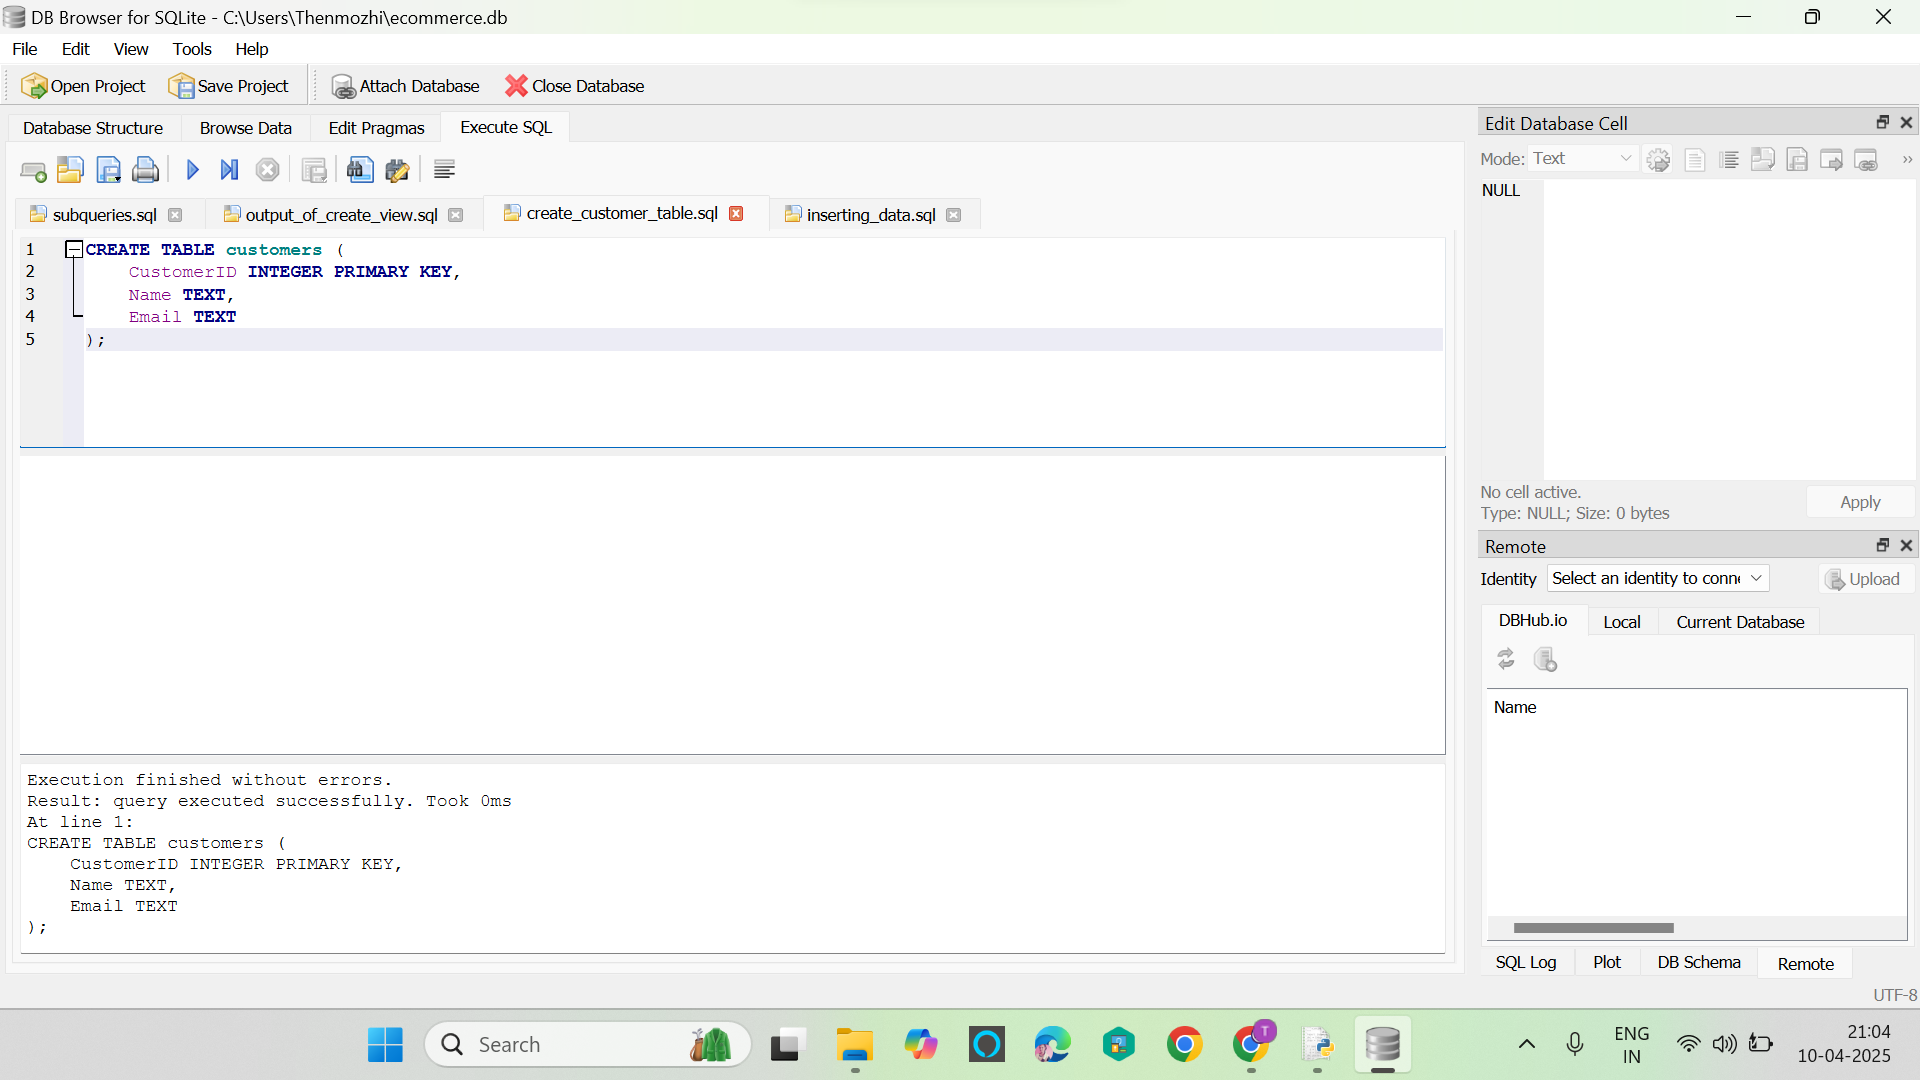 DB Browser for SQLite - C:\Users\Thenmozhi\ecommerce.db
File Edit View Tools Help
Open Project Save Project Attach Database Close Database
Database Structure Browse Data Edit Pragmas Execute SQL
subqueries.sql output_of_create_view.sql create_customer_table.sql inserting_data.sql
1 CREATE TABLE customers (
2 CustomerID INTEGER PRIMARY KEY,
3 Name TEXT,
4 Email TEXT
5 );
Execution finished without errors.
Result: query executed successfully. Took 0ms
At line 1:
CREATE TABLE customers (
CustomerID INTEGER PRIMARY KEY,
Name TEXT,
Email TEXT
);
Edit Database Cell
Mode: Text
NULL
No cell active.
Type: NULL; Size: 0 bytes
Apply
Remote
Identity Select an identity to conn Upload
DBHub.io Local Current Database
Name
SQL Log Plot DB Schema Remote
UTF-8
Search
T
ENG
IN
21:04
10-04-2025